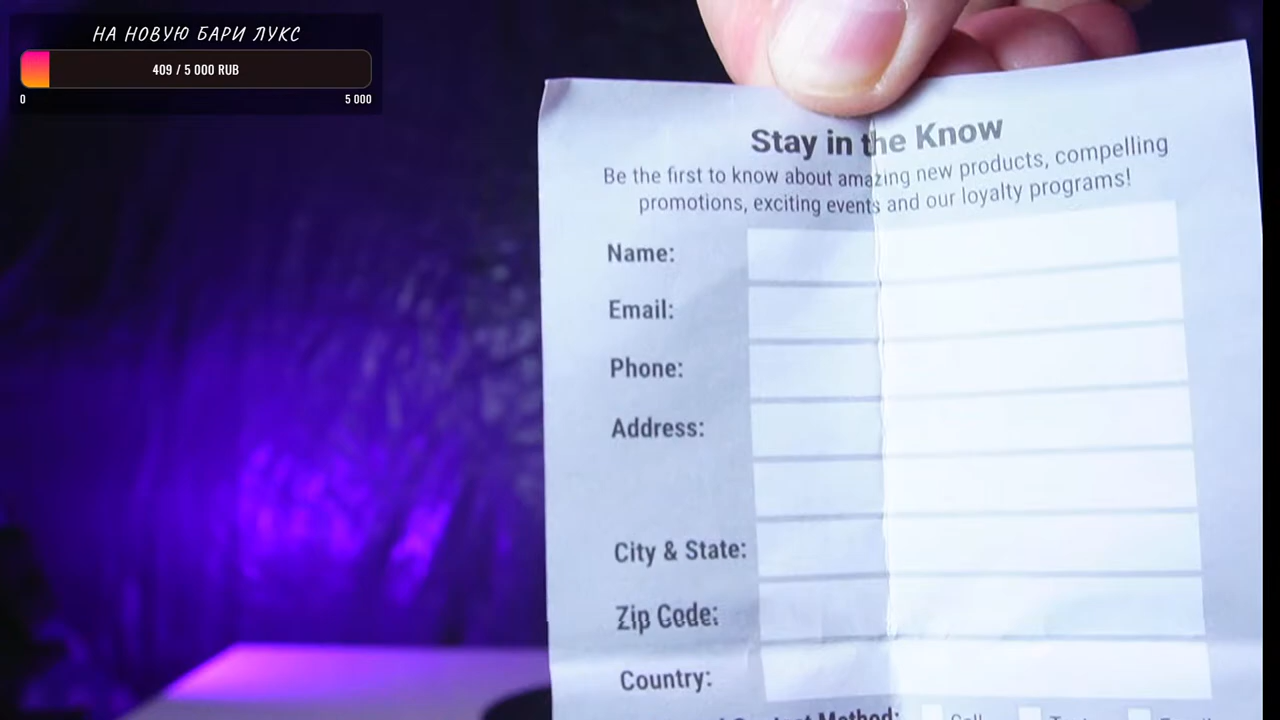 НА НОВУЮ БАРИ ЛУКС
409 / 5 000 RUB
0
5 000
Stay in the Know
Be the first to know about amazing new products, compelling
promotions, exciting events and our loyalty programs!
Name:
Email:
Phone:
Address:
City & State:
Zip Code:
Country:
Method: